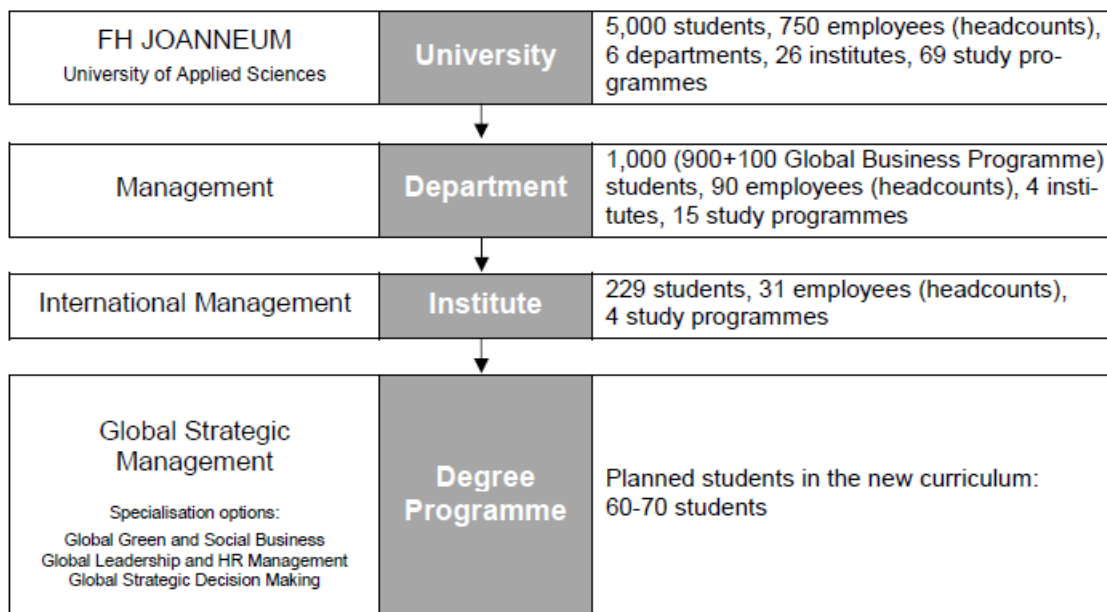 FH JOANNEUM
University of Applied Sciences
University
5,000 students, 750 employees (headcounts),
6 departments, 26 institutes, 69 study pro-
grammes
Management
Department
1,000 (900+100 Global Business Programme)
students, 90 employees (headcounts), 4 insti-
tutes, 15 study programmes
International Management
Institute
229 students, 31 employees (headcounts),
4 study programmes
Global Strategic
Management
Specialisation options:
Global Green and Social Business
Global Leadership and HR Management
Global Strategic Decision Making
Degree
Programme
Planned students in the new curriculum:
60-70 students